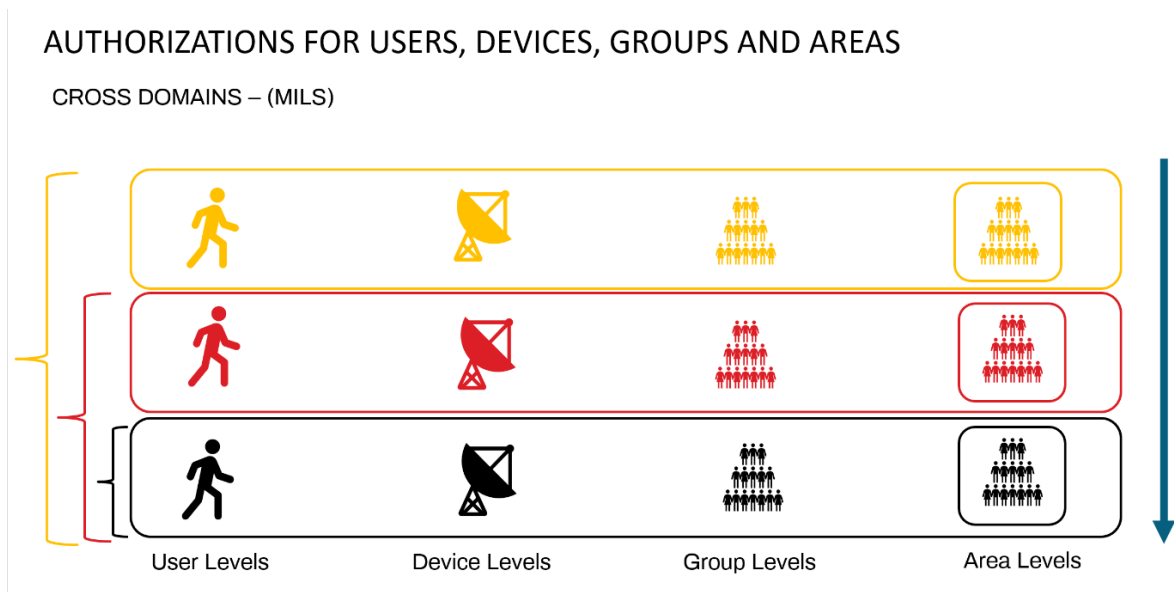 AUTHORIZATIONS FOR USERS, DEVICES, GROUPS AND AREAS
CROSS DOMAINS – (MILS)
User Levels
Device Levels
Group Levels
Area Levels